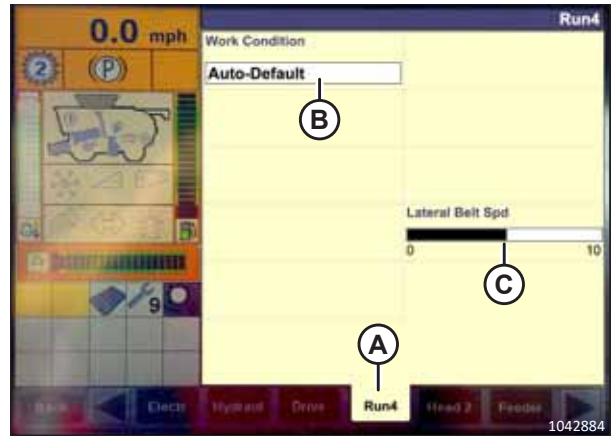 Run4
0.0 mph
Work Condition
2
P
Auto-Default
B
Lateral Belt Spd
0 10
C
9
A
Back Electr Hydraul Drive Run4 Head 2 Feeder
1042884